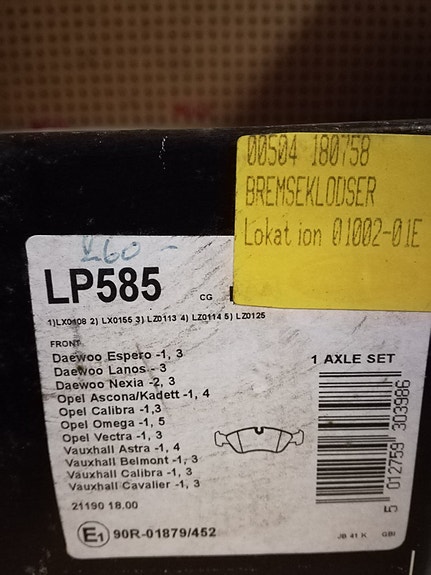 00504 180758
BREMSEKLODSER
Lokation 01002-01E
260 -
LP585
CG
1)LX0108 2) LX0155 3) LZ0113 4) LZ0114 5) LZ0125
FRONT
Daewoo Espero -1, 3
Daewoo Lanos - 3
Daewoo Nexia -2, 3
Opel Ascona/Kadett -1, 4
Opel Calibra -1,3
Opel Omega -1, 5
Opel Vectra -1, 3
Vauxhall Astra -1, 4
Vauxhall Belmont -1, 3
Vauxhall Calibra -1, 3
Vauxhall Cavalier -1, 3
1 AXLE SET
5 012759 303986
21190 18.00
E1 90R-01879/452
JB 41 K GBI